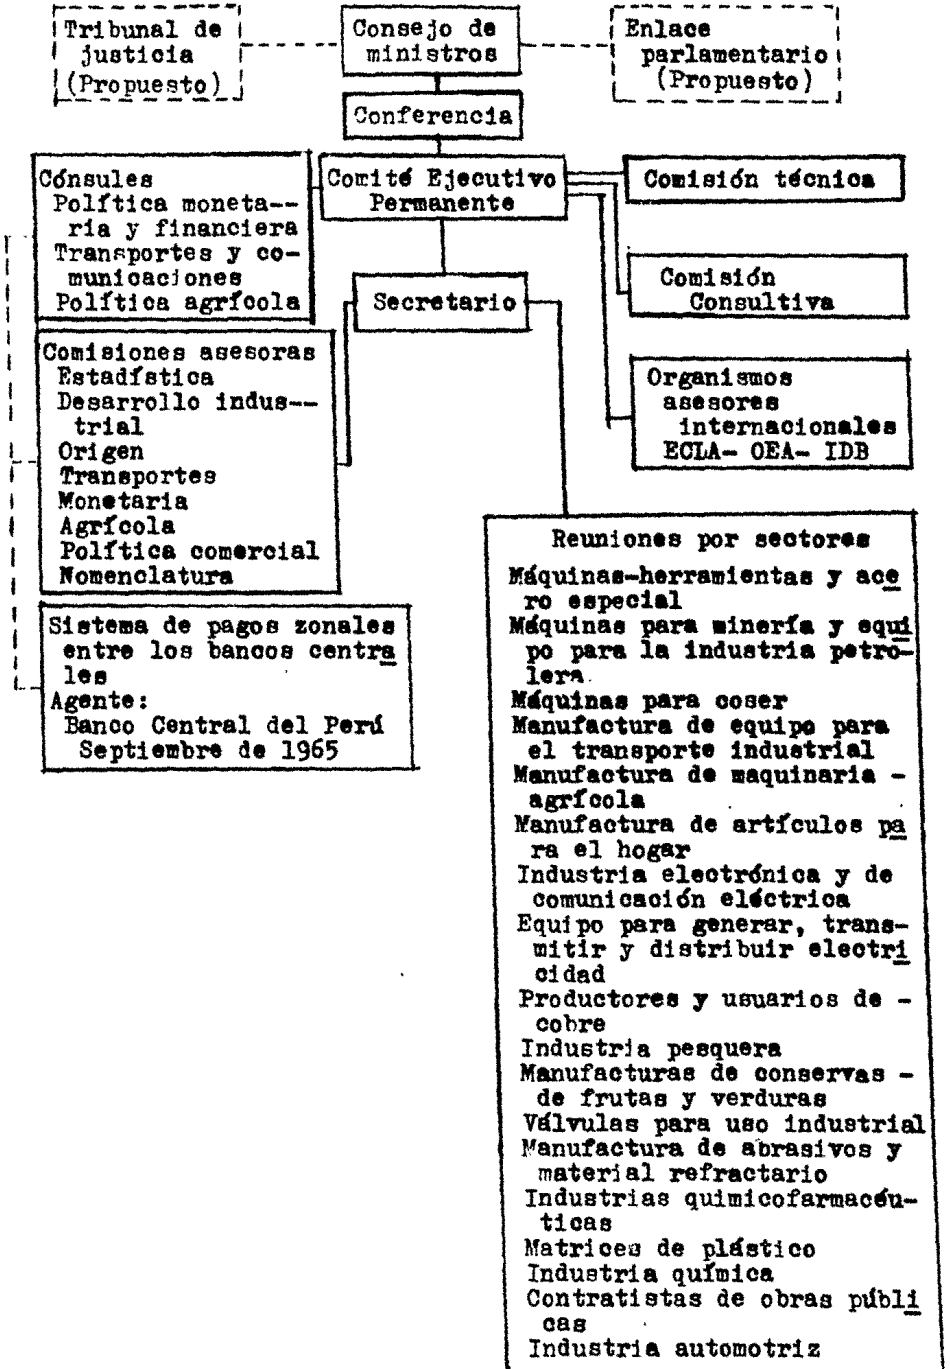 Tribunal de
justicia
(Propuesto)
Consejo de
ministros
Enlace
parlamentario
(Propuesto)
Conferencia
Cónsules
Política moneta--
ria y financiera
Transportes y co-
municaciones
Política agrícola
Comité Ejecutivo
Permanente
Comisión técnica
Secretario
Comisión
Consultiva
Comisiones asesoras
Estadística
Desarrollo indus--
trial
Origen
Transportes
Monetaria
Agrícola
Política comercial
Nomenclatura
Organismos
asesores
internacionales
ECLA- OEA- IDB
Sistema de pagos zonales
entre los bancos centra
les
Agente:
Banco Central del Perú
Septiembre de 1965
Reuniones por sectores
Máquinas-herramientas y ace
ro especial
Máquinas para minería y equi
po para la industria petro-
lera.
Máquinas para coser
Manufactura de equipo para
el transporte industrial
Manufactura de maquinaria -
agrícola
Manufactura de artículos pa
ra el hogar
Industria electrónica y de
comunicación eléctrica
Equipo para generar, trans-
mitir y distribuir electri
cidad
Productores y usuarios de -
cobre
Industria pesquera
Manufacturas de conservas -
de frutas y verduras
Válvulas para uso industrial
Manufactura de abrasivos y
material refractario
Industrias quimicofarmacéu-
ticas
Matrices de plástico
Industria química
Contratistas de obras públi
cas
Industria automotriz